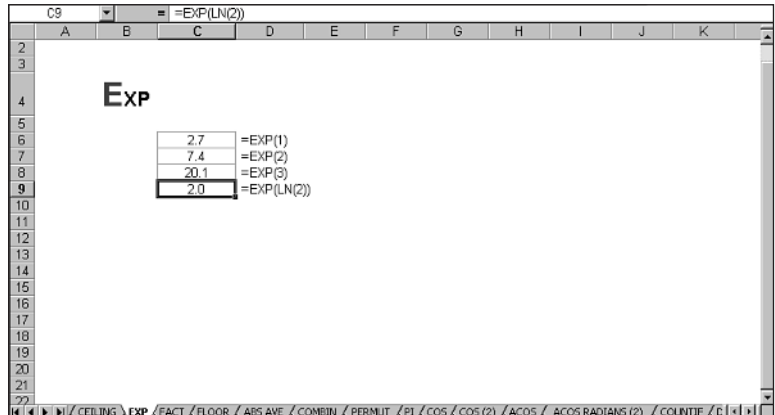 C9 = =EXP(LN(2))
A B C D E F G H I J K
2
3
4 EXP
5
6 2.7 =EXP(1)
7 7.4 =EXP(2)
8 20.1 =EXP(3)
9 2.0 =EXP(LN(2))
10
11
12
13
14
15
16
17
18
19
20
21
22
CEILING EXP FACT FLOOR ABS AVE COMBIN PERMUT PI COS COS (2) ACOS ACOS RADIANS (2) COUNTIF